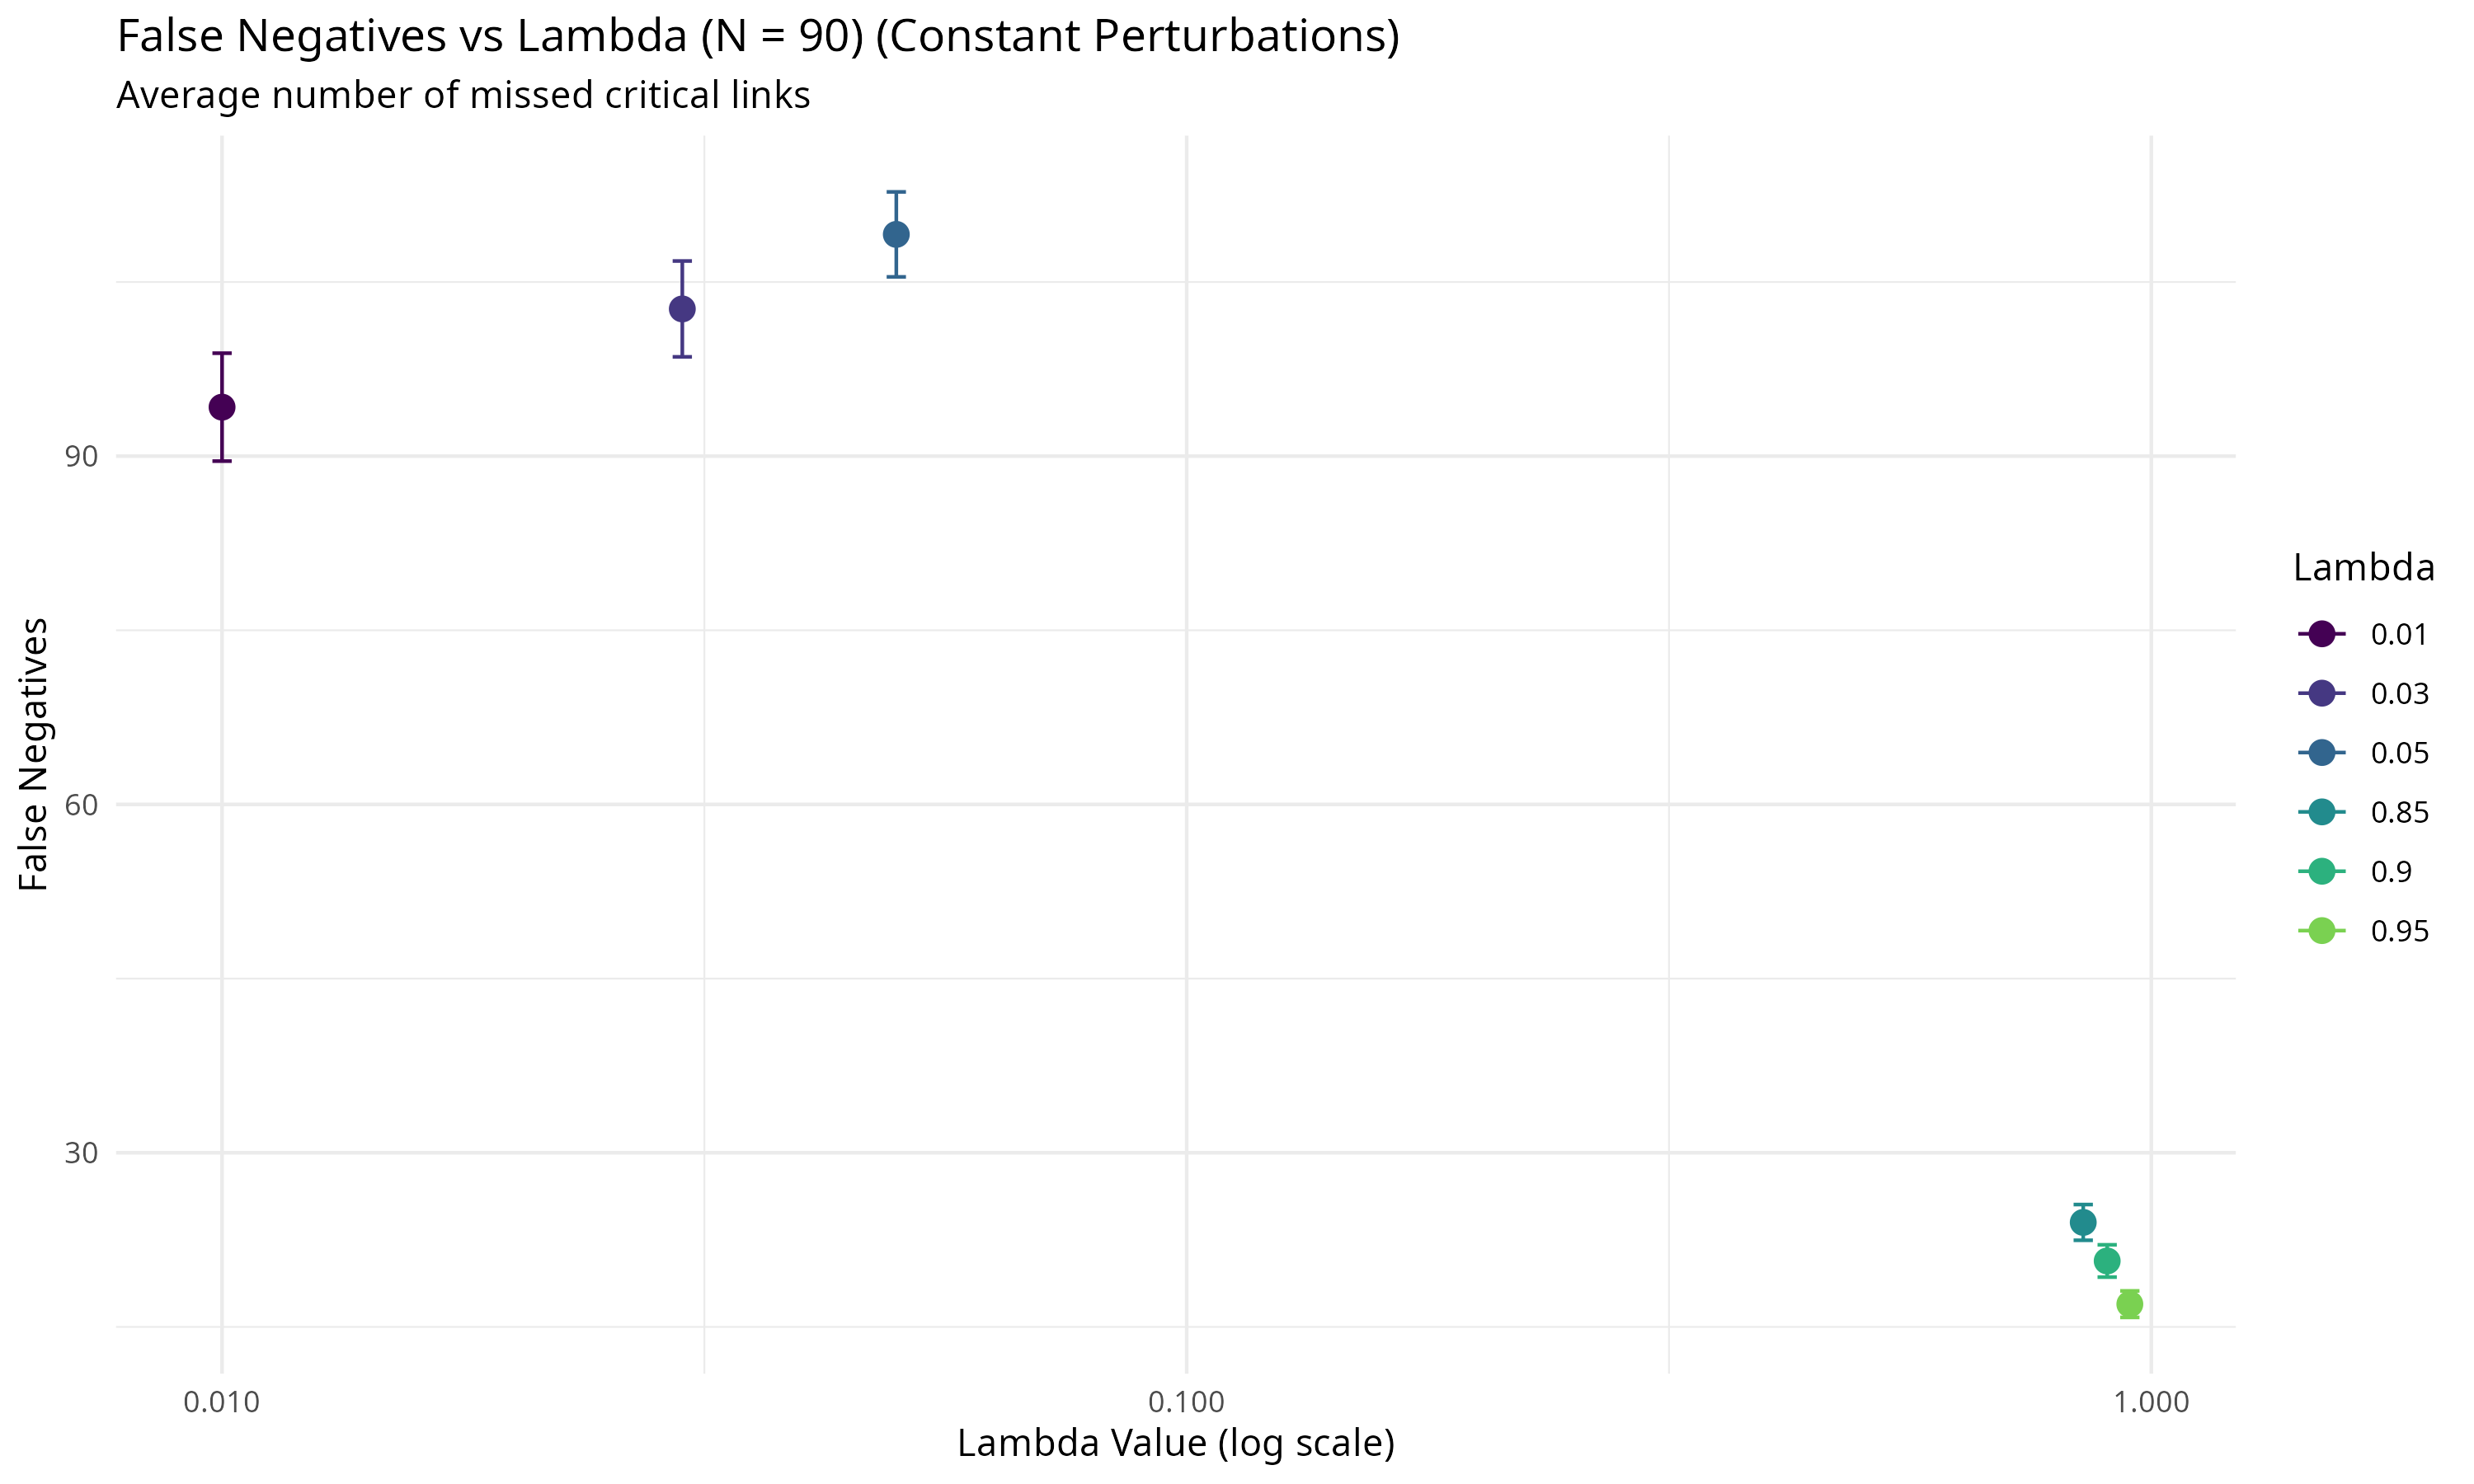 False Negatives vs Lambda (N = 90) (Constant Perturbations)
Average number of missed critical links
False Negatives
90
60
30
0.010
0.100
1.000
Lambda Value (log scale)
Lambda
0.01
0.03
0.05
0.85
0.9
0.95